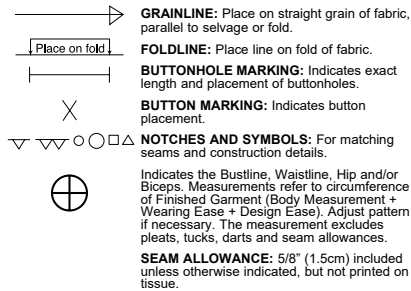 GRAINLINE: Place on straight grain of fabric,
parallel to selvage or fold.
Place on fold
FOLDLINE: Place line on fold of fabric.
BUTTONHOLE MARKING: Indicates exact
length and placement of buttonholes.
BUTTON MARKING: Indicates button
placement.
NOTCHES AND SYMBOLS: For matching
seams and construction details.
Indicates the Bustline, Waistline, Hip and/or
Biceps. Measurements refer to circumference
of Finished Garment (Body Measurement +
Wearing Ease + Design Ease). Adjust pattern
if necessary. The measurement excludes
pleats, tucks, darts and seam allowances.
SEAM ALLOWANCE: 5/8" (1.5cm) included
unless otherwise indicated, but not printed on
tissue.